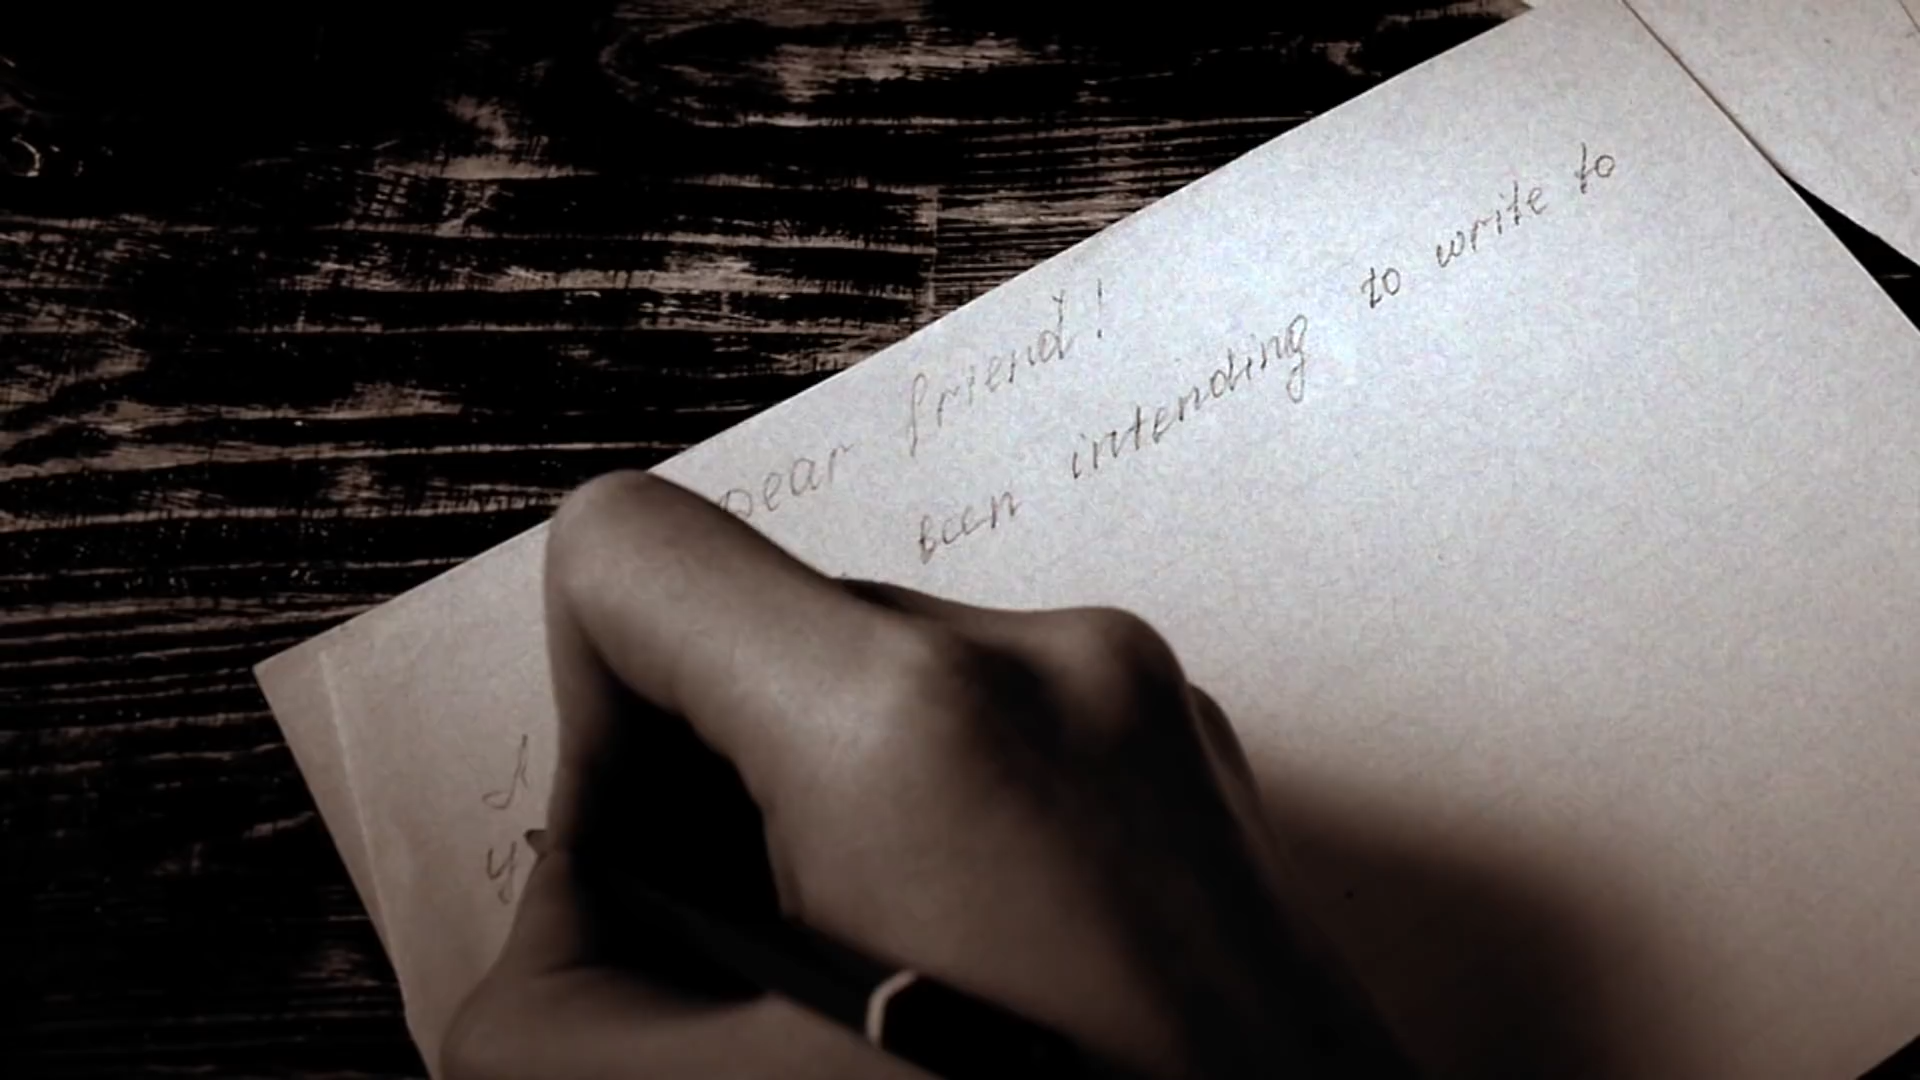 Dear friend!
I been intending to write to
y